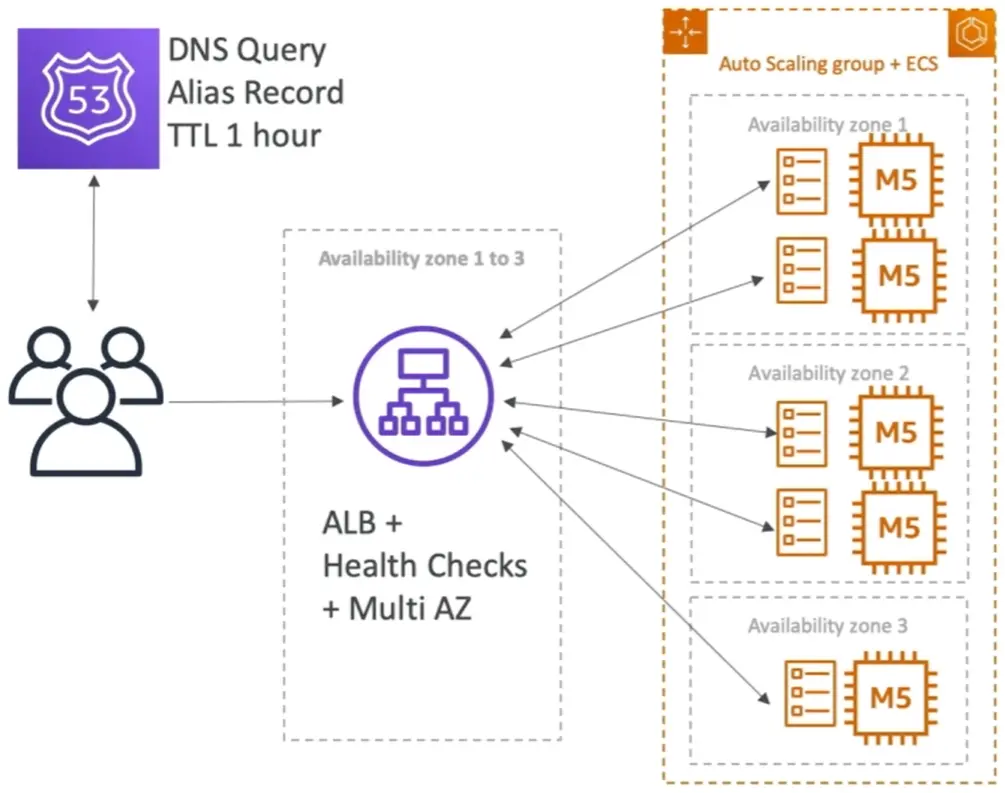 53
DNS Query
Alias Record
TTL 1 hour
Availability zone 1 to 3
ALB +
Health Checks
+ Multi AZ
Auto Scaling group + ECS
Availability zone 1
M5
M5
Availability zone 2
M5
M5
Availability zone 3
M5